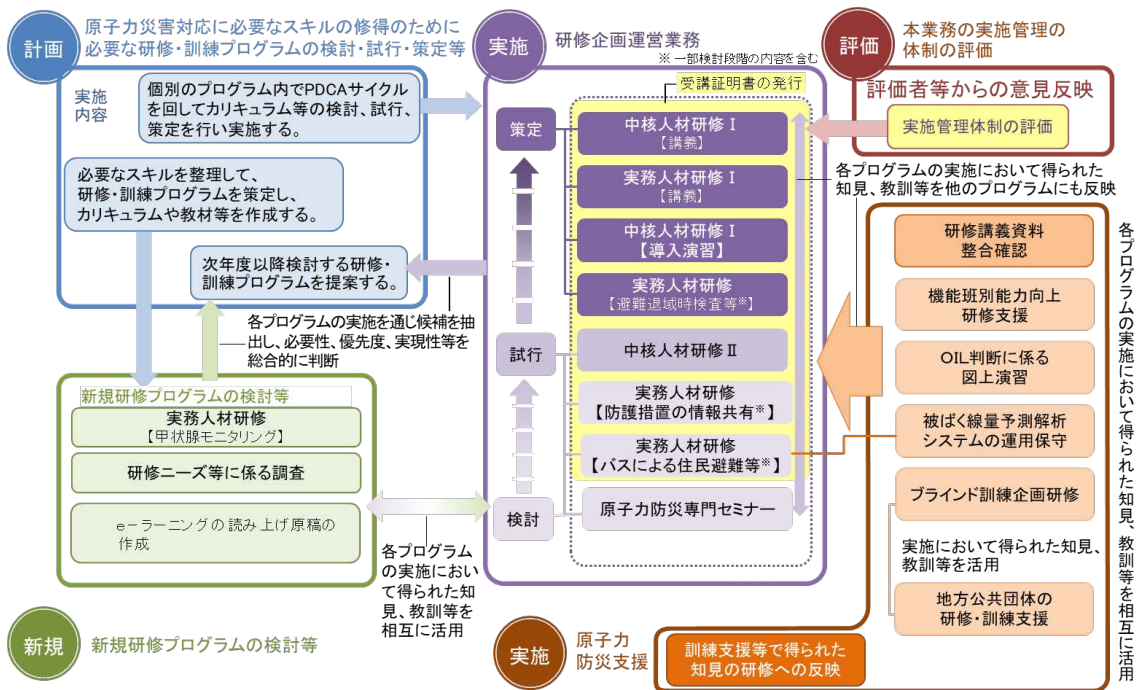 計画
原子力災害対応に必要なスキルの修得のために
必要な研修・訓練プログラムの検討・試行・策定等
実施
内容
個別のプログラム内でPDCAサイクル
を回してカリキュラム等の検討、試行、
策定を行い実施する。
必要なスキルを整理して、
研修・訓練プログラムを策定し、
カリキュラムや教材等を作成する。
次年度以降検討する研修・
訓練プログラムを提案する。
各プログラムの実施を通じ候補を抽
出し、必要性、優先度、実現性等を
総合的に判断
新規研修プログラムの検討等
実務人材研修
【甲状腺モニタリング】
研修ニーズ等に係る調査
e－ラーニングの読み上げ原稿の
作成
新規
新規研修プログラムの検討等
各プログラム
の実施におい
て得られた知
見、教訓等を
相互に活用
実施
研修企画運営業務
※ 一部検討段階の内容を含む
受講証明書の発行
策定
中核人材研修Ⅰ
【講義】
実務人材研修Ⅰ
【講義】
中核人材研修Ⅰ
【導入演習】
実務人材研修
【避難退域時検査等※】
試行
中核人材研修Ⅱ
実務人材研修
【防護措置の情報共有※】
実務人材研修
【バスによる住民避難等※】
検討
原子力防災専門セミナー
評価
本業務の実施管理の
体制の評価
評価者等からの意見反映
実施管理体制の評価
各プログラムの実施において得られた
知見、教訓等を他のプログラムにも反映
研修講義資料
整合確認
機能班別能力向上
研修支援
OIL判断に係る
図上演習
被ばく線量予測解析
システムの運用保守
ブラインド訓練企画研修
実施において得られた知見、
教訓等を活用
地方公共団体の
研修・訓練支援
各プログラムの実施において得られた知見、教訓等を相互に活用
実施
原子力
防災支援
訓練支援等で得られた
知見の研修への反映